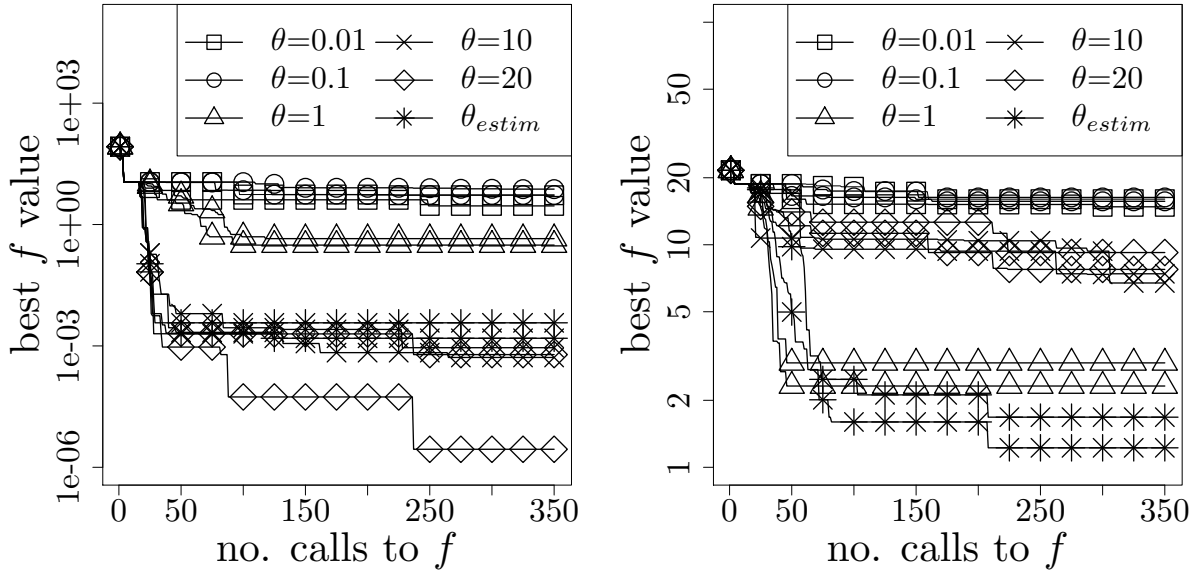 θ=0.01 θ=10
θ=0.1 θ=20
θ=1 θestim
best f value
1e+03
1e+00
1e-03
1e-06
0 50 150 250 350
no. calls to f
θ=0.01 θ=10
θ=0.1 θ=20
θ=1 θestim
best f value
50
20
10
5
2
1
0 50 150 250 350
no. calls to f